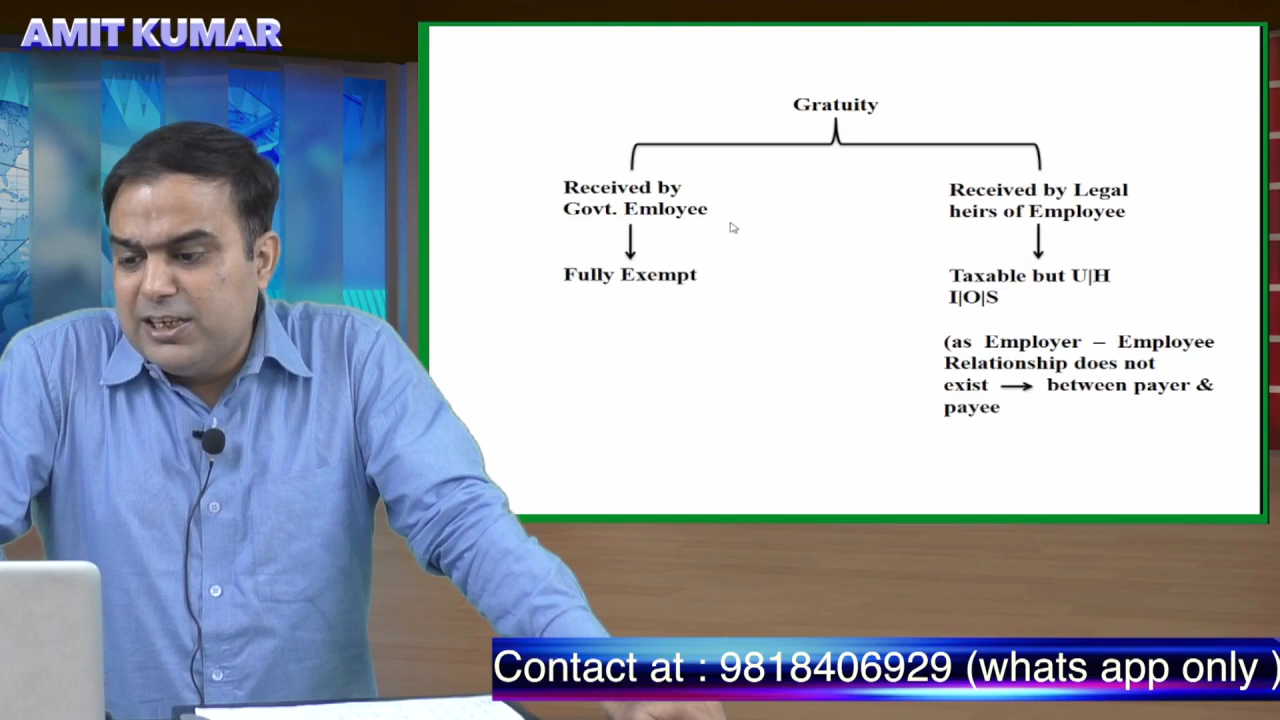 AMIT KUMAR
Gratuity
Received by
Govt. Emloyee
Fully Exempt
Received by Legal
heirs of Employee
Taxable but U|H
I|O|S
(as Employer – Employee
Relationship does not
exist ⟶ between payer &
payee
Contact at : 9818406929 (whats app only )